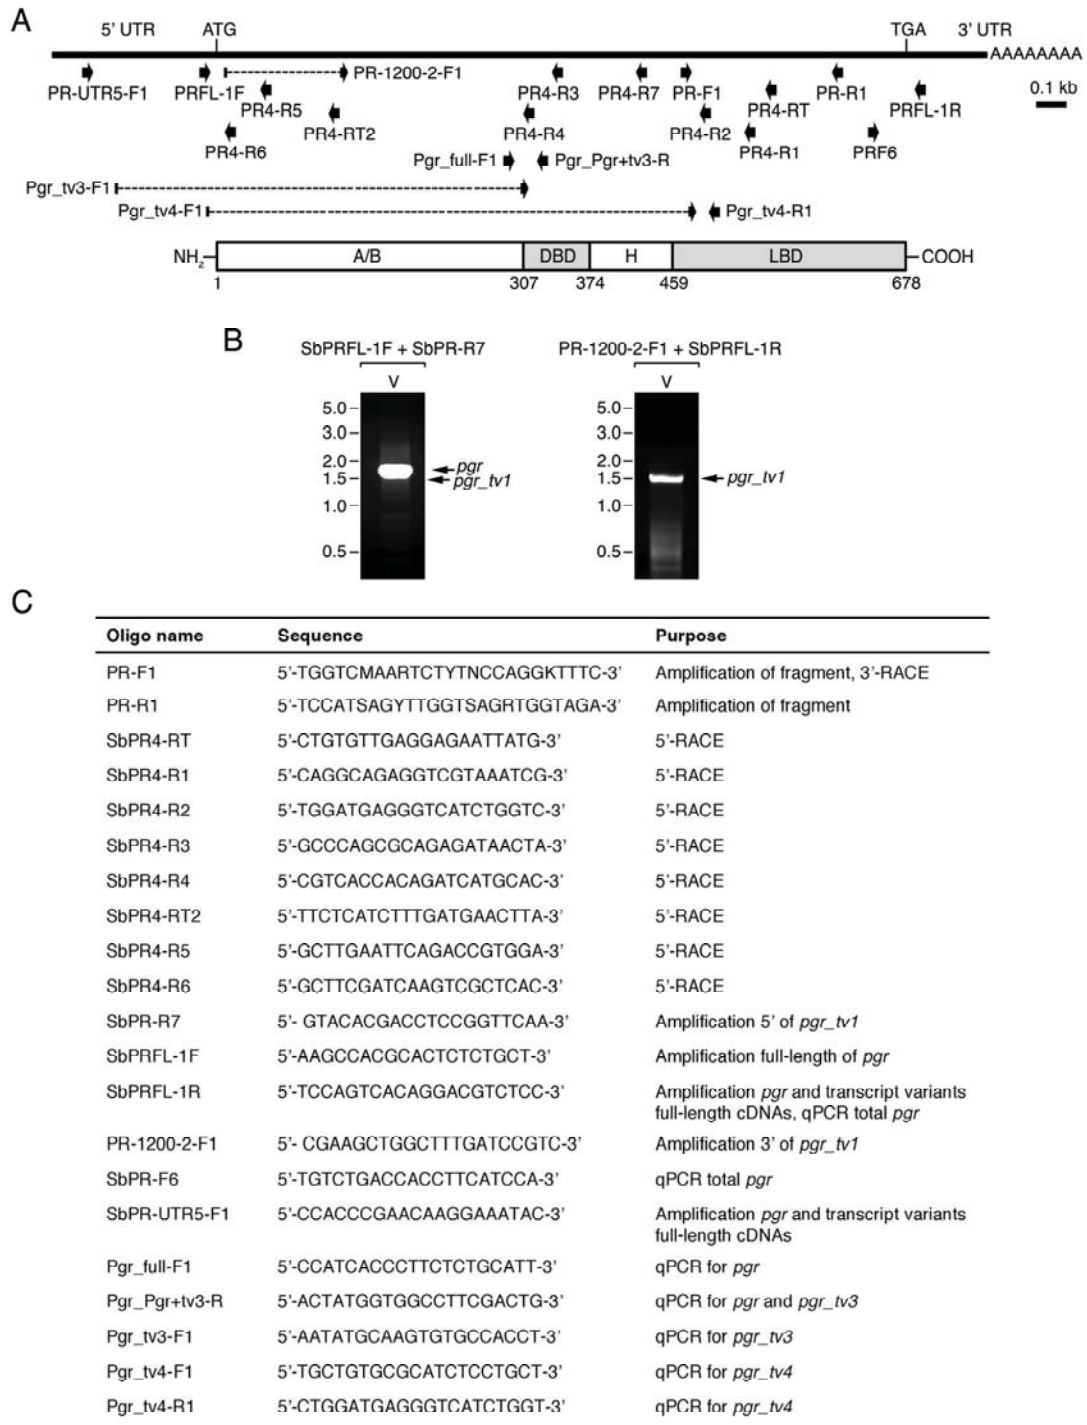 A
5' UTR ATG TGA 3' UTR
AAAAAAAA
PR-UTR5-F1 PRFL-1F PR-1200-2-F1 PR4-R3 PR4-R7 PR-F1 PR4-RT PR-R1 PRFL-1R 0.1 kb
PR4-R5 PR4-RT2 PR4-R4 PR4-R2
PR4-R6 PR4-R1 PRF6
Pgr_full-F1 Pgr_Pgr+tv3-R
Pgr_tv3-F1
Pgr_tv4-F1 Pgr_tv4-R1
NH2 A/B DBD H LBD COOH
1 307 374 459 678
B
SbPRFL-1F + SbPR-R7 PR-1200-2-F1 + SbPRFL-1R
V V
5.0 5.0
3.0 3.0
2.0 pgr 2.0
1.5 pgr_tv1 1.5 pgr_tv1
1.0 1.0
0.5 0.5
C
Oligo name Sequence Purpose
PR-F1 5'-TGGTCMAARTCTYTNCCAGGKTTTC-3' Amplification of fragment, 3'-RACE
PR-R1 5'-TCCATSAGYTTGGTSAGRTGGTAGA-3' Amplification of fragment
SbPR4-RT 5'-CTGTGTTGAGGAGAATTATG-3' 5'-RACE
SbPR4-R1 5'-CAGGCAGAGGTCGTAAATCG-3' 5'-RACE
SbPR4-R2 5'-TGGATGAGGGTCATCTGGTC-3' 5'-RACE
SbPR4-R3 5'-GCCCAGCGCAGAGATAACTA-3' 5'-RACE
SbPR4-R4 5'-CGTCACCACAGATCATGCAC-3' 5'-RACE
SbPR4-RT2 5'-TTCTCATCTTTGATGAACTTA-3' 5'-RACE
SbPR4-R5 5'-GCTTGAATTCAGACCGTGGA-3' 5'-RACE
SbPR4-R6 5'-GCTTCGATCAAGTCGCTCAC-3' 5'-RACE
SbPR-R7 5'- GTACACGACCTCCGGTTCAA-3' Amplification 5' of pgr_tv1
SbPRFL-1F 5'-AAGCCACGCACTCTCTGCT-3' Amplification full-length of pgr
SbPRFL-1R 5'-TCCAGTCACAGGACGTCTCC-3' Amplification pgr and transcript variants
full-length cDNAs, qPCR total pgr
PR-1200-2-F1 5'- CGAAGCTGGCTTTGATCCGTC-3' Amplification 3' of pgr_tv1
SbPR-F6 5'-TGTCTGACCACCTTCATCCA-3' qPCR total pgr
SbPR-UTR5-F1 5'-CCACCCGAACAAGGAAATAC-3' Amplification pgr and transcript variants
full-length cDNAs
Pgr_full-F1 5'-CCATCACCCTTCTCTGCATT-3' qPCR for pgr
Pgr_Pgr+tv3-R 5'-ACTATGGTGGCCTTCGACTG-3' qPCR for pgr and pgr_tv3
Pgr_tv3-F1 5'-AATATGCAAGTGTGCCACCT-3' qPCR for pgr_tv3
Pgr_tv4-F1 5'-TGCTGTGCGCATCTCCTGCT-3' qPCR for pgr_tv4
Pgr_tv4-R1 5'-CTGGATGAGGGTCATCTGGT-3' qPCR for pgr_tv4